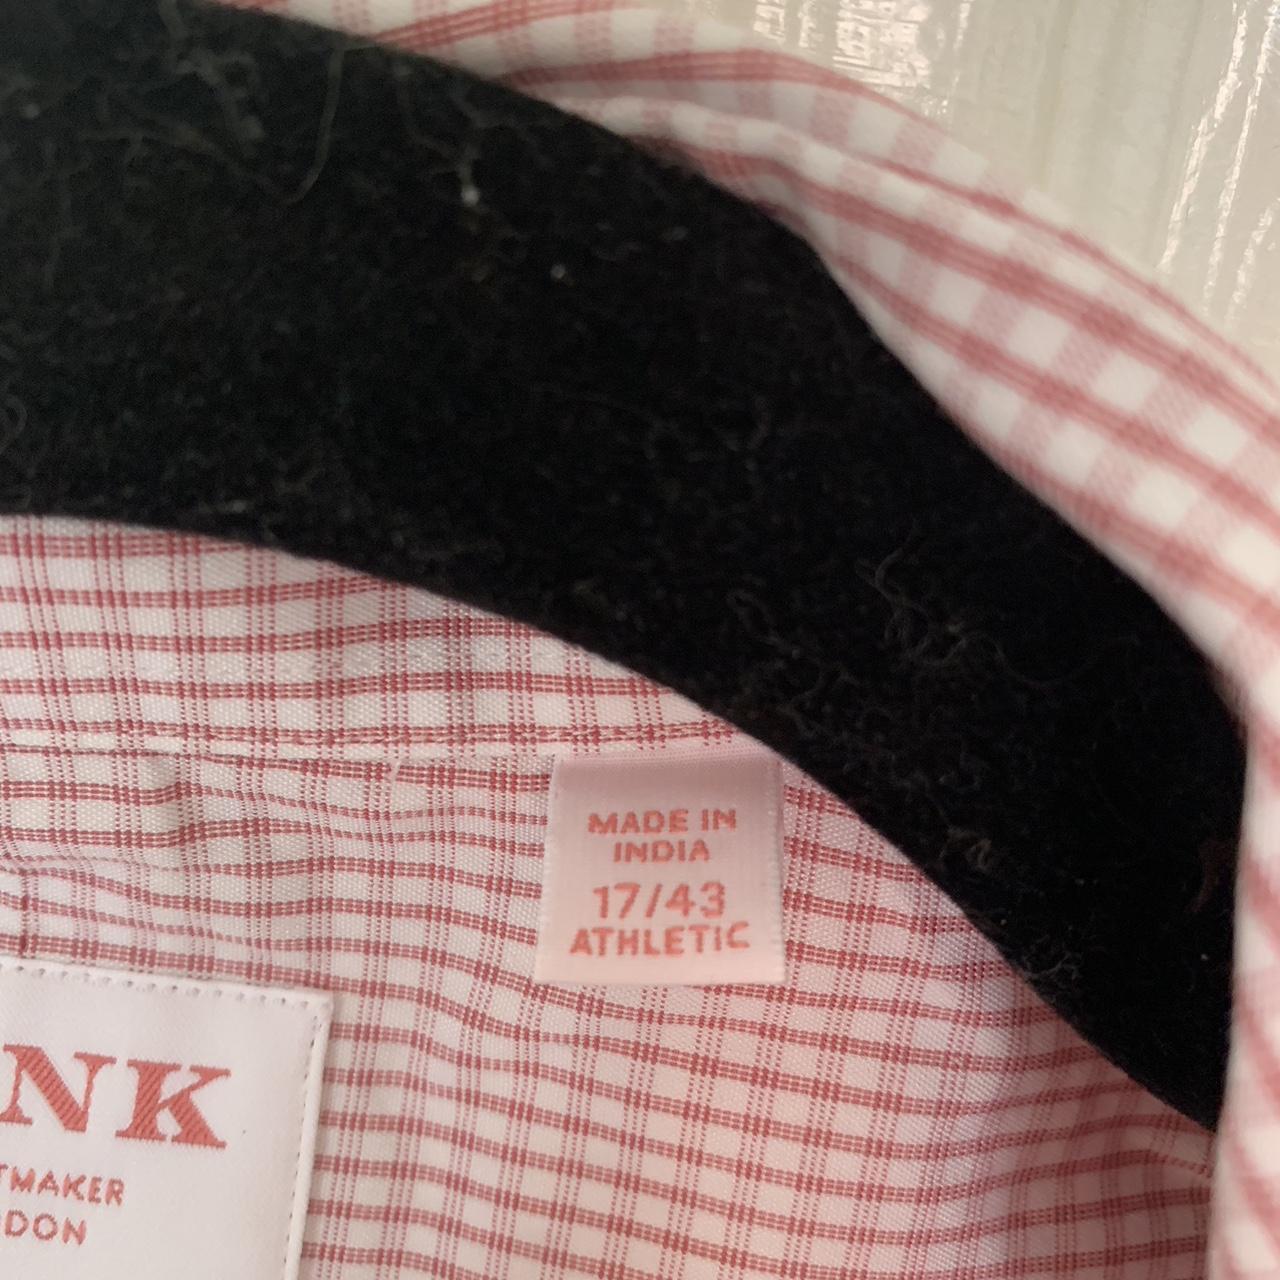 MADE IN
INDIA
17/43
ATHLETIC
NK
TMAKER
DON